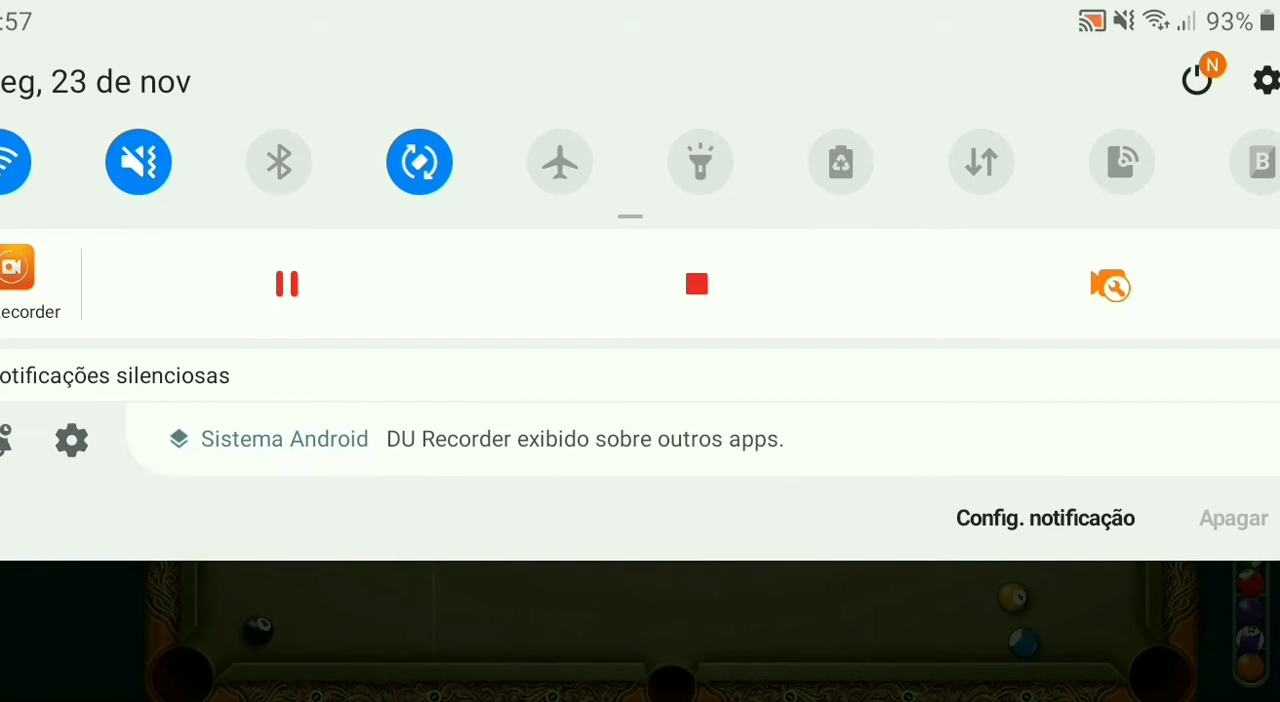 :57
93%
eg, 23 de nov
N
B
ecorder
otificações silenciosas
Sistema Android DU Recorder exibido sobre outros apps.
Config. notificação Apagar